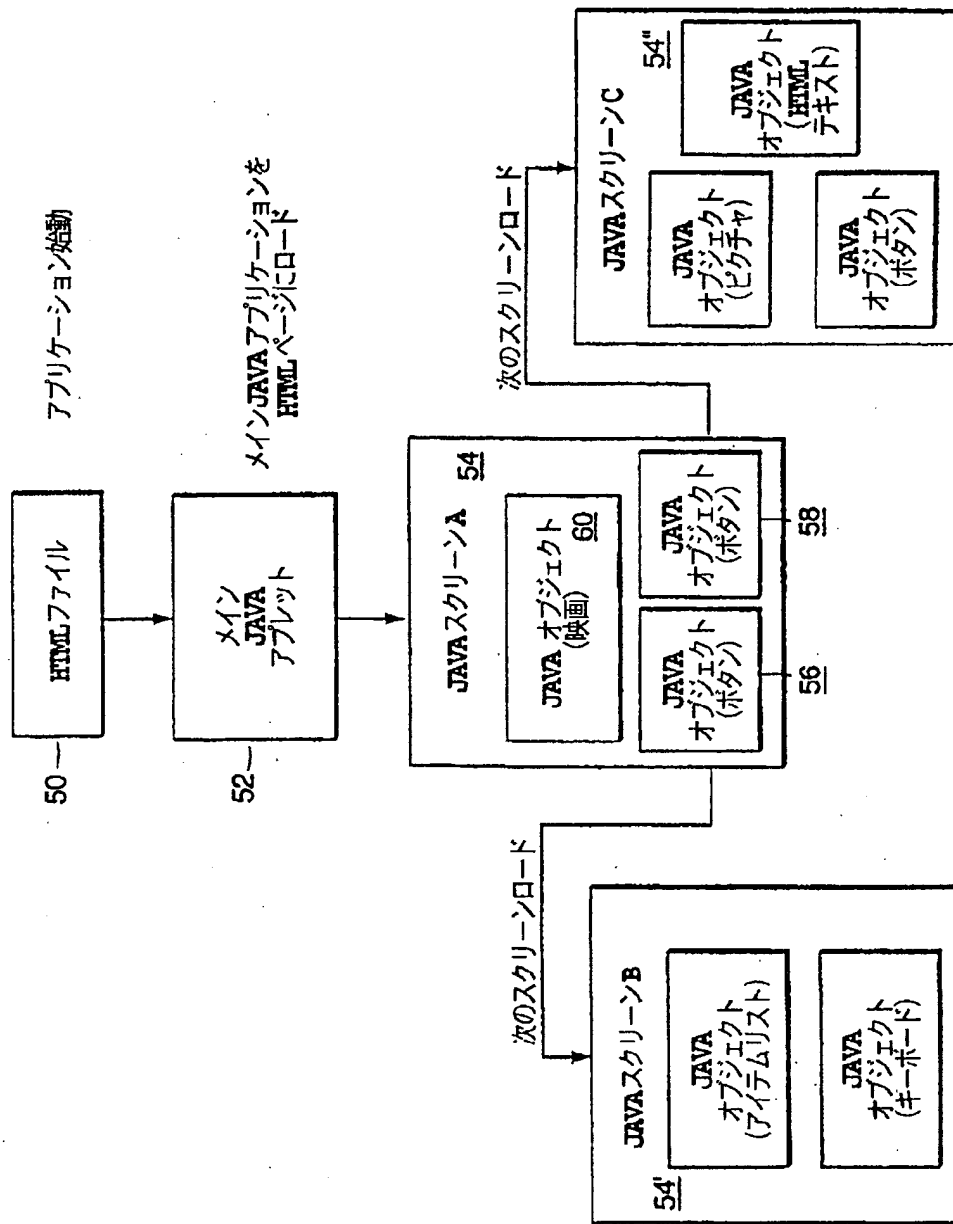 アプリケーション始動
HTMLファイル
50
メインJAVAアプリケーションを
HTMLページにロード
メイン
JAVA
アプレット
52
JAVAスクリーンA
54
JAVA オブジェクト
(映画)
60
JAVA
オブジェクト
(ボタン)
56
JAVA
オブジェクト
(ボタン)
58
次のスクリーンロード
JAVAスクリーンB
54'
JAVA
オブジェクト
(アイテムリスト)
JAVA
オブジェクト
(キーボード)
次のスクリーンロード
JAVAスクリーンC
54"
JAVA
オブジェクト
(ピクチャ)
JAVA
オブジェクト
(HTML
テキスト)
JAVA
オブジェクト
(ボタン)